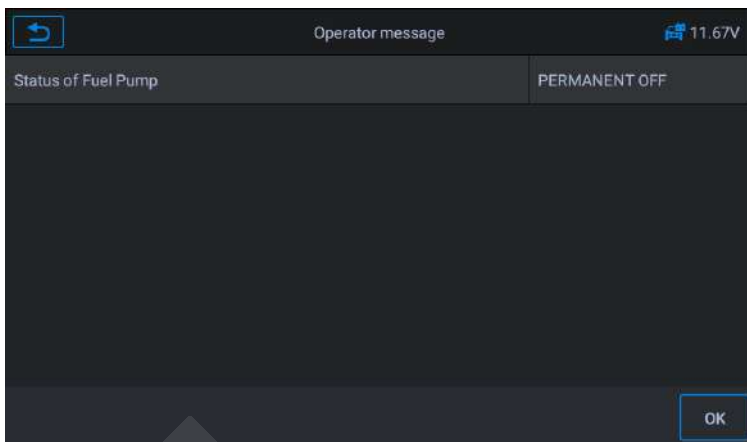 Operator message
11.67V
Status of Fuel Pump
PERMANENT OFF
OK